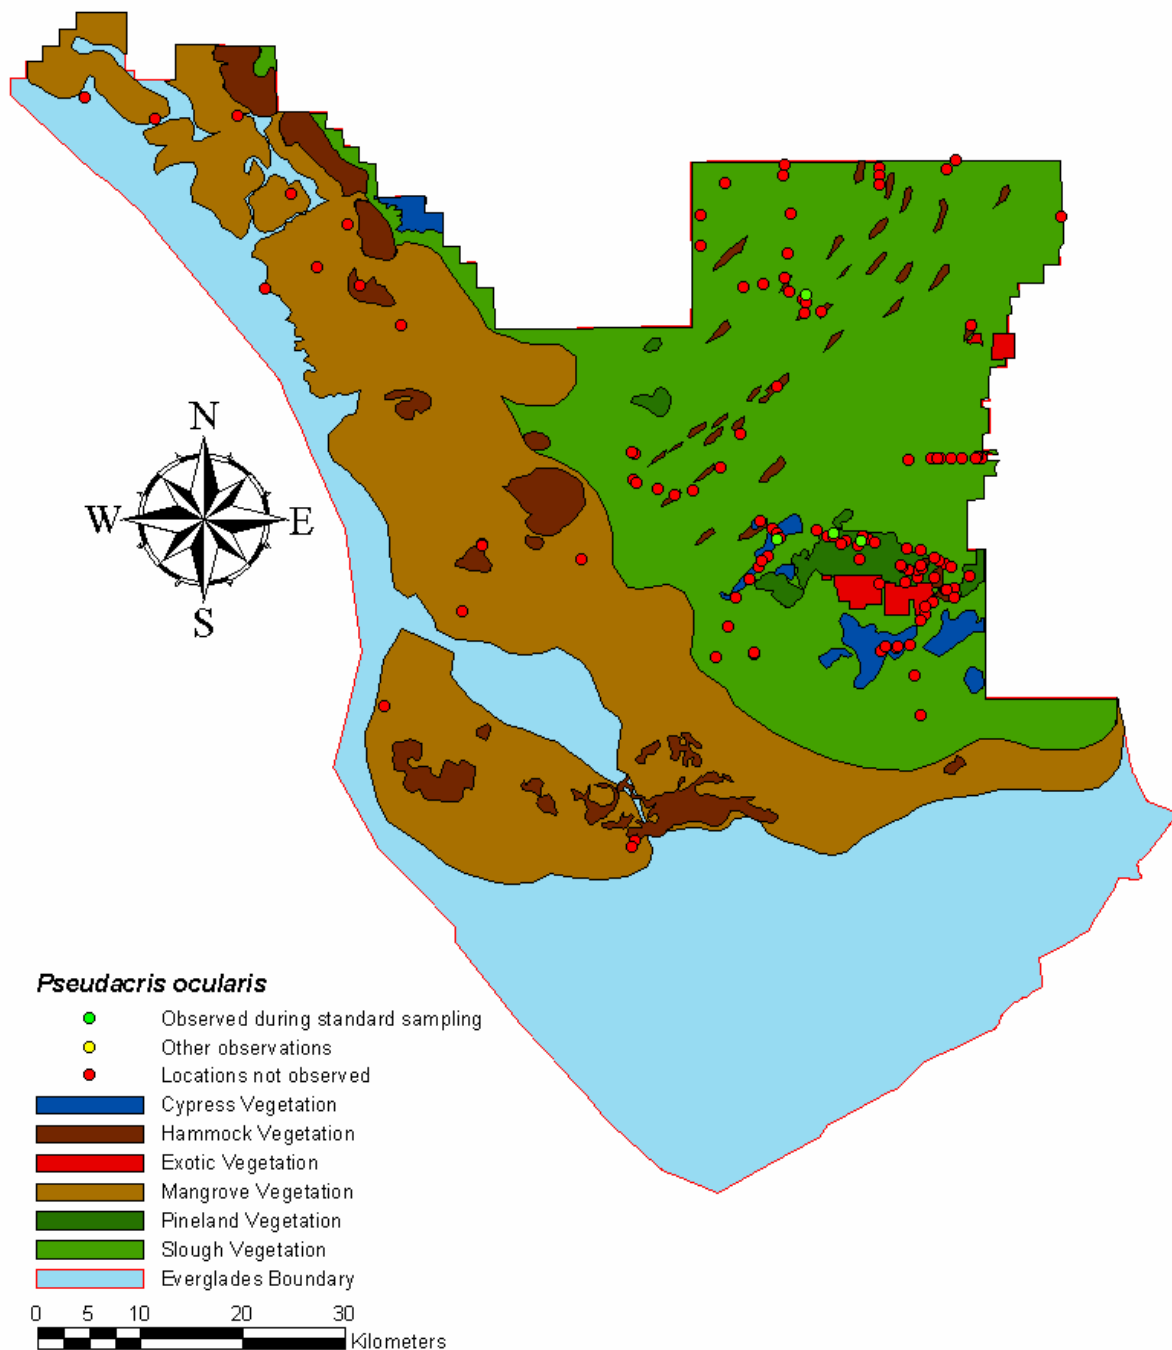 N
W
E
S
Pseudacris ocularis
Observed during standard sampling
Other observations
Locations not observed
Cypress Vegetation
Hammock Vegetation
Exotic Vegetation
Mangrove Vegetation
Pineland Vegetation
Slough Vegetation
Everglades Boundary
0 5 10 20 30
Kilometers